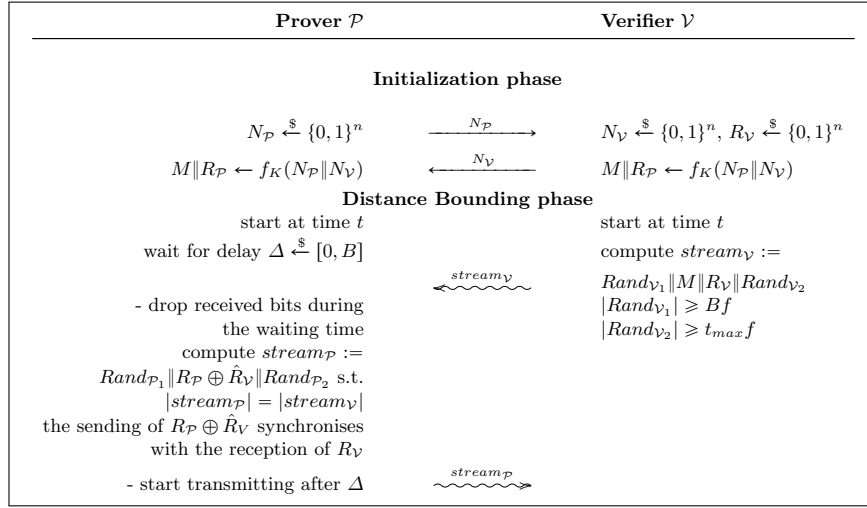 Prover 𝒫 Verifier 𝒱
Initialization phase
N_𝒫 ←$ {0, 1}^n N_𝒫 N_𝒱 ←$ {0, 1}^n, R_𝒱 ←$ {0, 1}^n
M‖R_𝒫 ← f_K(N_𝒫‖N_𝒱) N_𝒱 M‖R_𝒫 ← f_K(N_𝒫‖N_𝒱)
Distance Bounding phase
start at time t start at time t
wait for delay Δ ←$ [0, B] compute stream_𝒱 :=
stream_𝒱 Rand_𝒱₁‖M‖R_𝒱‖Rand_𝒱₂
- drop received bits during |Rand_𝒱₁| ⩾ Bf
the waiting time |Rand_𝒱₂| ⩾ t_max f
compute stream_𝒫 :=
Rand_𝒫₁‖R_𝒫 ⊕ R̂_𝒱‖Rand_𝒫₂ s.t.
|stream_𝒫| = |stream_𝒱|
the sending of R_𝒫 ⊕ R̂_V synchronises
with the reception of R_𝒱
- start transmitting after Δ stream_𝒫